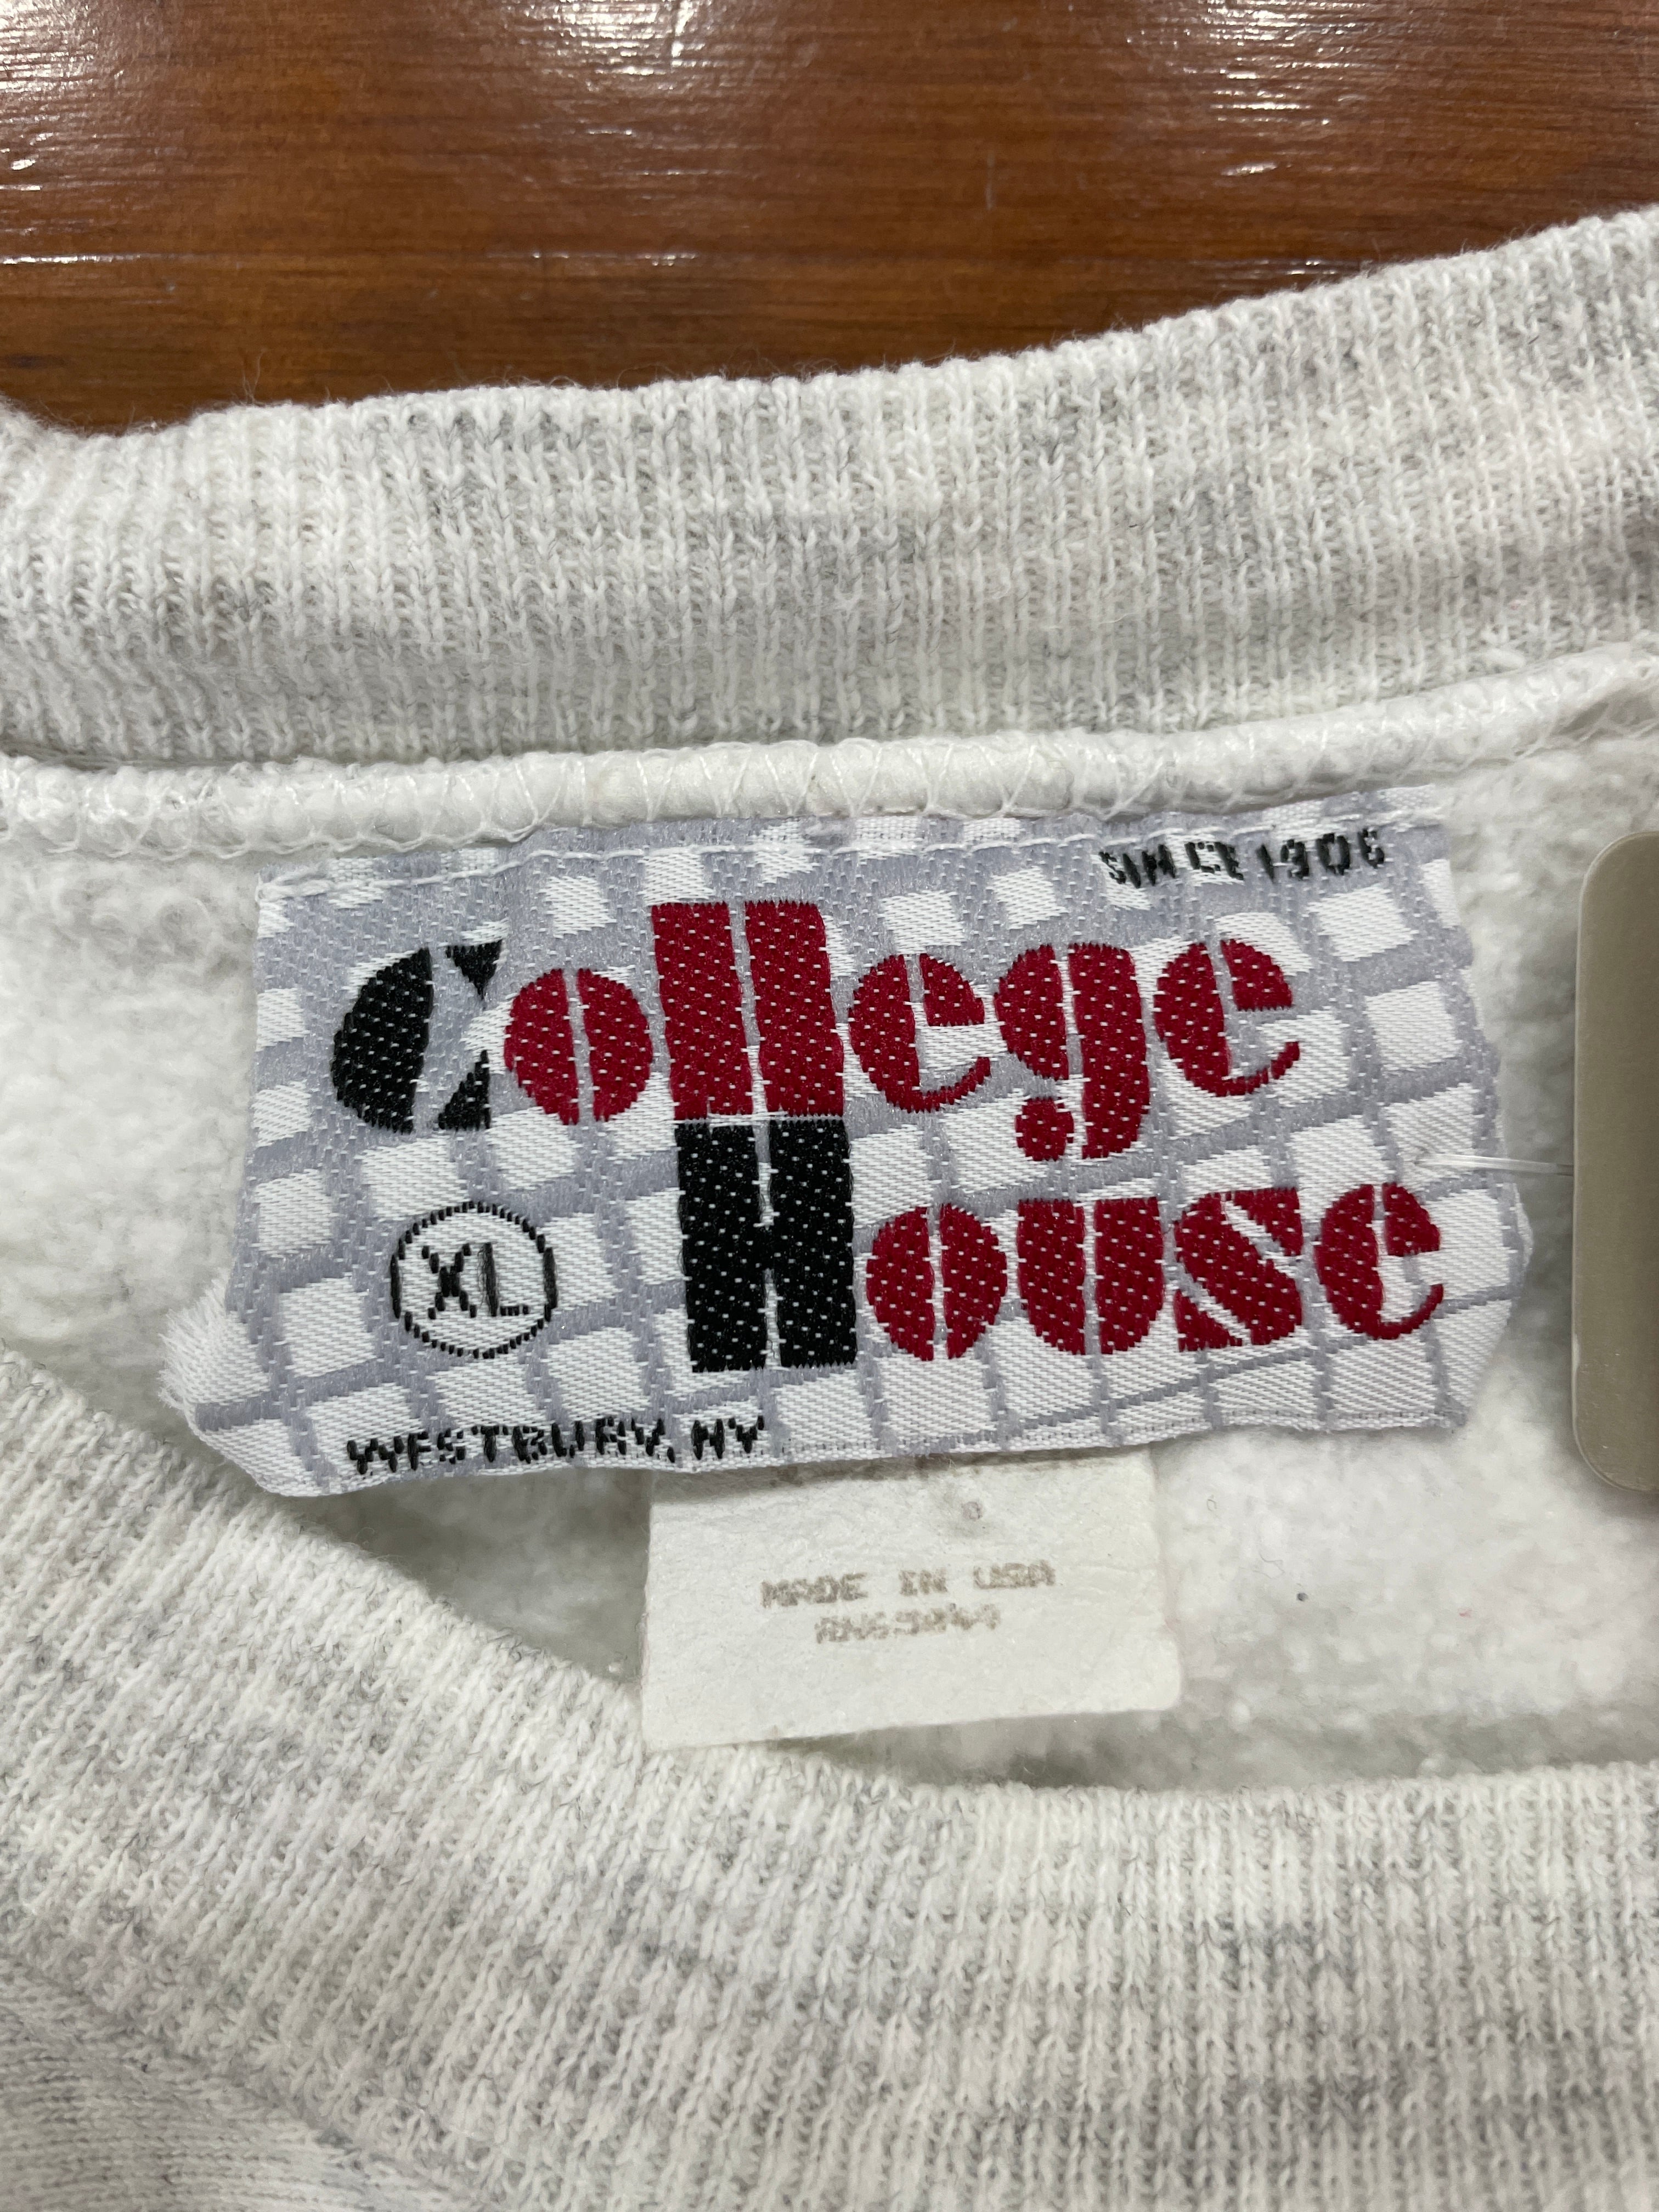 SINCE 1906
College
House
XL
WESTBURY, NY
MADE IN USA